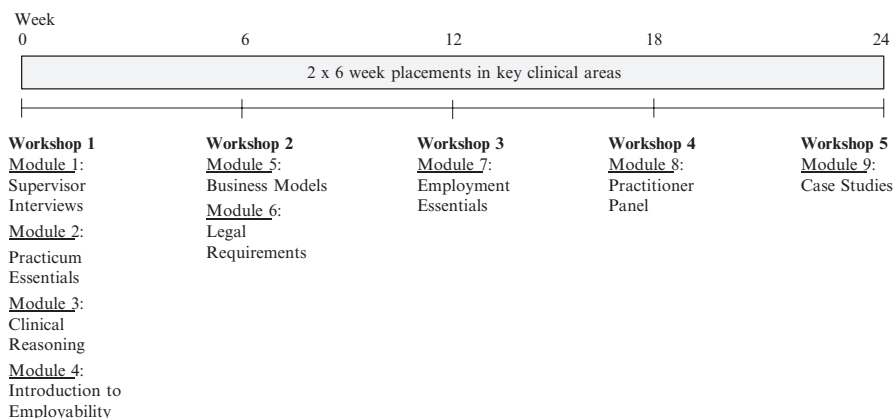 Week
0 6 12 18 24
2 x 6 week placements in key clinical areas
Workshop 1
Module 1:
Supervisor
Interviews
Module 2:
Practicum
Essentials
Module 3:
Clinical
Reasoning
Module 4:
Introduction to
Employability
Workshop 2
Module 5:
Business Models
Module 6:
Legal
Requirements
Workshop 3
Module 7:
Employment
Essentials
Workshop 4
Module 8:
Practitioner
Panel
Workshop 5
Module 9:
Case Studies